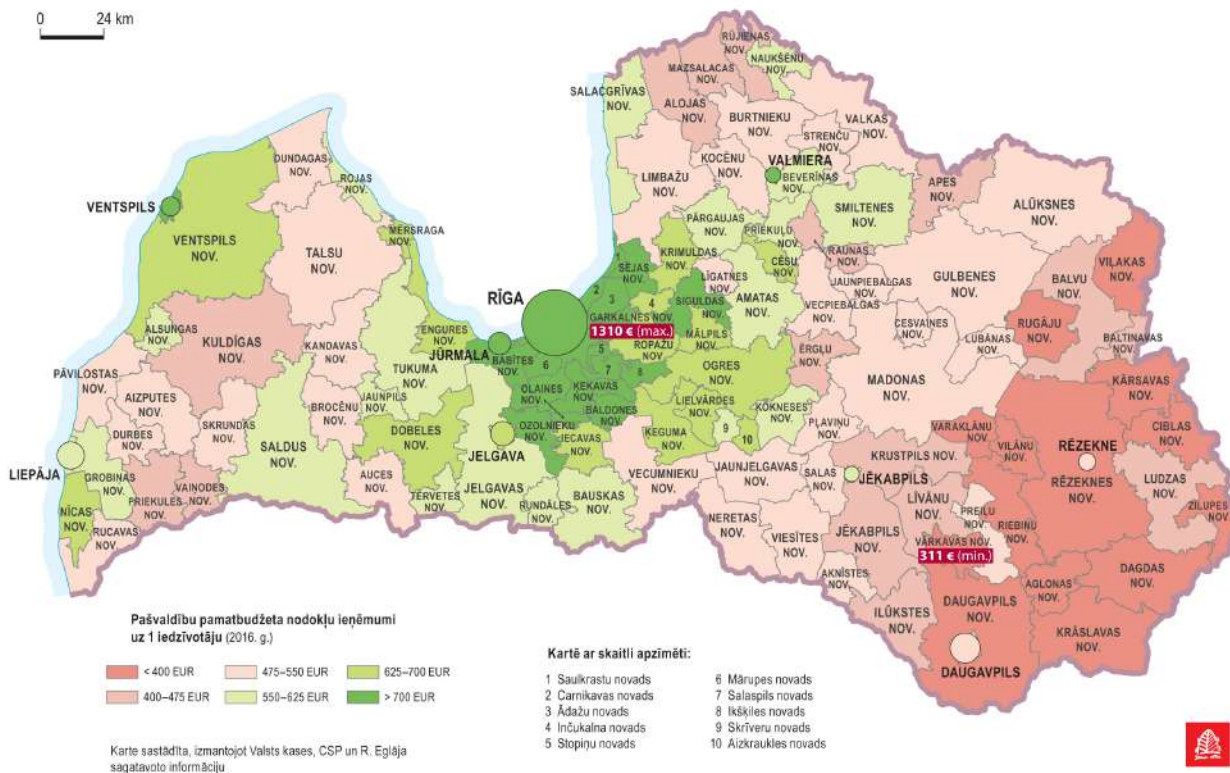 0 24 km
RŪJIENAS
NOV.
NAUKŠĒNU
NOV.
MAZSALACAS
NOV.
SALACGRĪVAS
NOV.
ALOJAS
NOV.
BURTNIEKU
NOV.
VALKAS
NOV.
STRENČU
NOV.
DUNDAGAS
NOV.
KOCĒNU
NOV.
VALMIERA
ROJAS
NOV.
LIMBAŽU
NOV.
BEVERĪNAS
NOV.
APES
NOV.
VENTSPILS
SMILTENES
NOV.
ALŪKSNES
NOV.
PĀRGAUJAS
NOV.
VENTSPILS
NOV.
MĒRSRAGA
NOV.
PRIEKUĻU
NOV.
TALSU
NOV.
KRIMULDAS
NOV.
RAUNAS
NOV.
CĒSU
NOV.
VIĻAKAS
NOV.
1
SĒJAS
NOV.
LĪGATNES
NOV.
JAUNPIEBALGAS
NOV.
GULBENES
NOV.
BALVU
NOV.
RĪGA
2
3
4
SIGULDAS
NOV.
AMATAS
NOV.
VECPIEBALGAS
NOV.
GARKALNES NOV.
1310 € (max.)
MĀLPILS
NOV.
CESVAINES
NOV.
RUGĀJU
NOV.
ALSUNGAS
NOV.
KULDĪGAS
NOV.
ENGURES
NOV.
JŪRMALA
ROPAŽU
NOV.
ĒRGĻU
NOV.
LUBĀNAS
NOV.
BALTINAVAS
NOV.
KANDAVAS
NOV.
BABĪTES
NOV.
6
5
7
8
TUKUMA
NOV.
OGRES
NOV.
MADONAS
NOV.
KĀRSAVAS
NOV.
PĀVILOSTAS
NOV.
AIZPUTES
NOV.
OLAINES
NOV.
ĶEKAVAS
NOV.
BROCĒNU
NOV.
JAUNPILS
NOV.
LIELVĀRDES
NOV.
KOKNESES
NOV.
BALDONES
NOV.
SKRUNDAS
NOV.
DURBES
NOV.
DOBELES
NOV.
OZOLNIEKU
NOV.
9
10
PĻAVIŅU
NOV.
VARAKĻĀNU
NOV.
CIBLAS
NOV.
SALDUS
NOV.
IECAVAS
NOV.
ĶEGUMA
NOV.
VIĻĀNU
NOV.
RĒZEKNE
LIEPĀJA
JELGAVA
KRUSTPILS NOV.
GROBIŅAS
NOV.
VAIŅODES
NOV.
AUCES
NOV.
VECUMNIEKU
NOV.
JAUNJELGAVAS
NOV.
SALAS
NOV.
JĒKABPILS
RĒZEKNES
NOV.
LUDZAS
NOV.
NĪCAS
NOV.
PRIEKULES
NOV.
TĒRVETES
NOV.
JELGAVAS
NOV.
RUNDĀLES
NOV.
BAUSKAS
NOV.
LĪVĀNU
NOV.
PREIĻU
NOV.
ZILUPES
NOV.
NERETAS
NOV.
RIEBIŅU
NOV.
RUCAVAS
NOV.
VIESĪTES
NOV.
JĒKABPILS
NOV.
VĀRKAVAS NOV.
311 € (min.)
AKNĪSTES
NOV.
AGLONAS
NOV.
DAGDAS
NOV.
ILŪKSTES
NOV.
DAUGAVPILS
NOV.
KRĀSLAVAS
NOV.
DAUGAVPILS
Pašvaldību pamatbudžeta nodokļu ieņēmumi
uz 1 iedzīvotāju (2016. g.)
< 400 EUR 475–550 EUR 625–700 EUR
400–475 EUR 550–625 EUR > 700 EUR
Kartē ar skaitli apzīmēti:
1 Saulkrastu novads
2 Carnikavas novads
3 Ādažu novads
4 Inčukalna novads
5 Stopiņu novads
6 Mārupes novads
7 Salaspils novads
8 Ikšķiles novads
9 Skrīveru novads
10 Aizkraukles novads
Karte sastādīta, izmantojot Valsts kases, CSP un R. Eglāja
sagatavoto informāciju